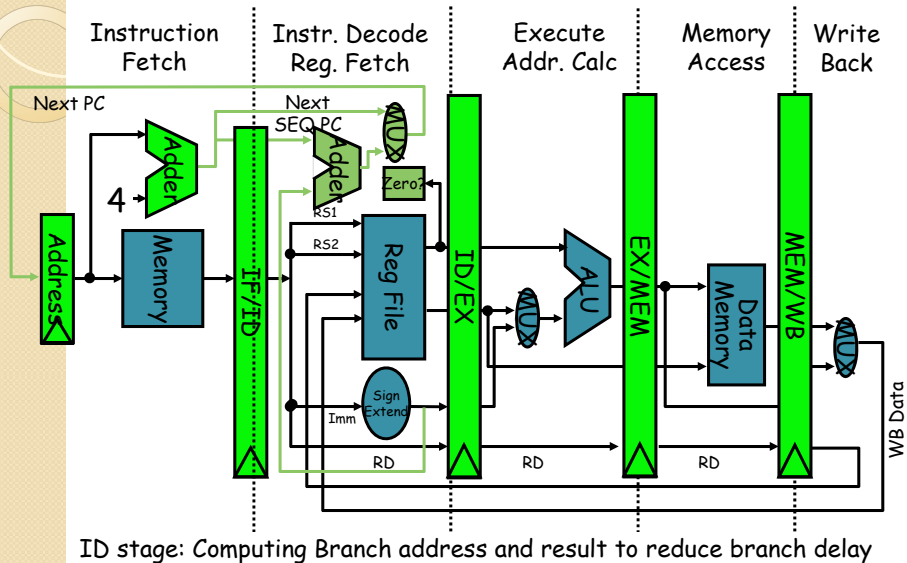 Instruction
Fetch
Instr. Decode
Reg. Fetch
Execute
Addr. Calc
Memory
Access
Write
Back
Next PC
Next
SEQ PC
MUX
Adder
Adder
Zero?
4
RS1
RS2
Address
Memory
IF/ID
Reg File
ID/EX
MUX
ALU
EX/MEM
Data
Memory
MEM/WB
MUX
Sign
Extend
Imm
RD
RD
RD
WB Data
ID stage: Computing Branch address and result to reduce branch delay